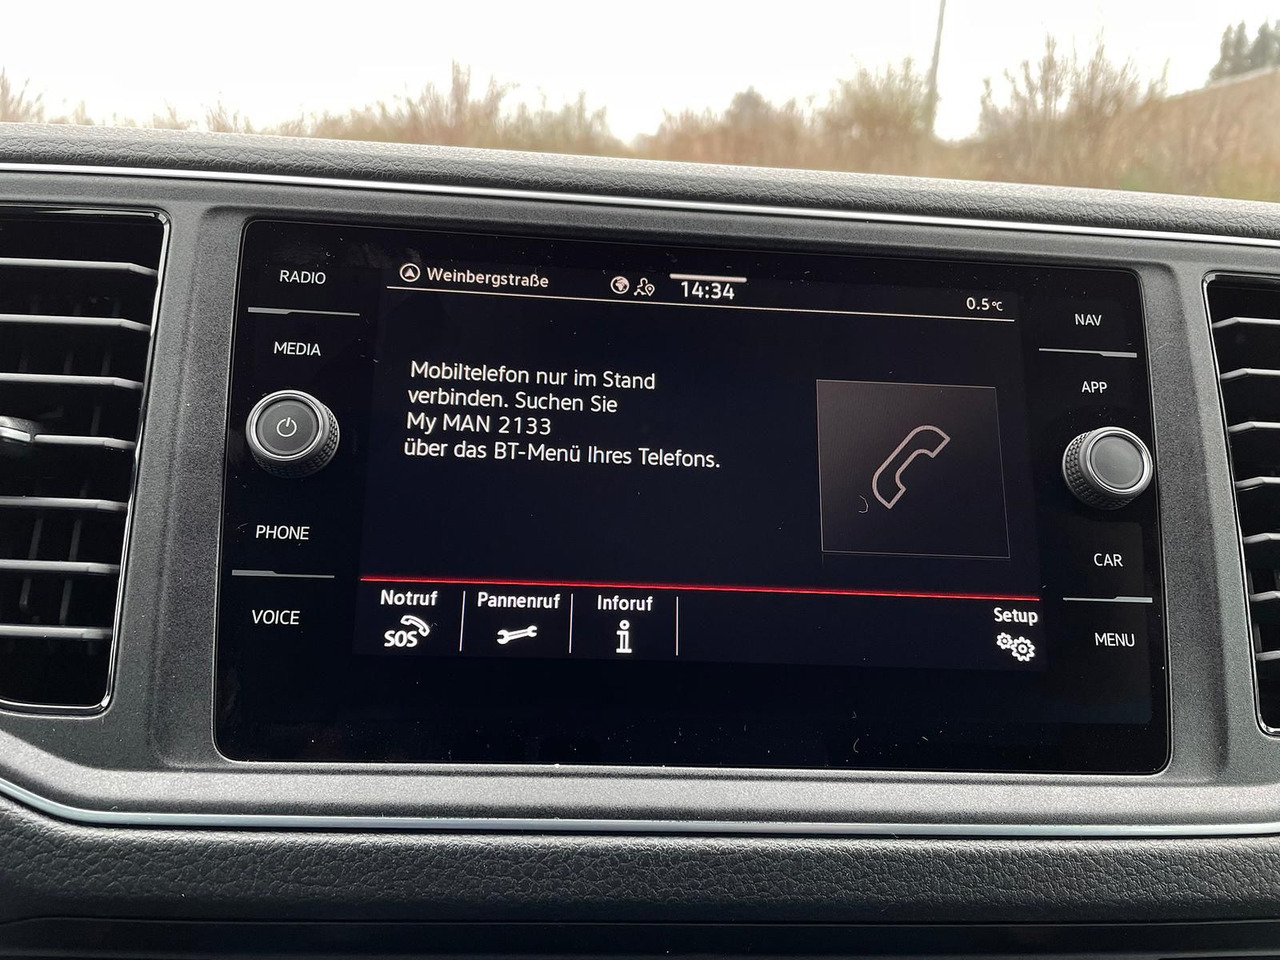 RADIO
MEDIA
PHONE
VOICE
Weinbergstraße
14:34
0.5°C
Mobiltelefon nur im Stand
verbinden. Suchen Sie
My MAN 2133
über das BT-Menü Ihres Telefons.
Notruf
SOS
Pannenruf
Inforuf
i
Setup
NAV
APP
CAR
MENU